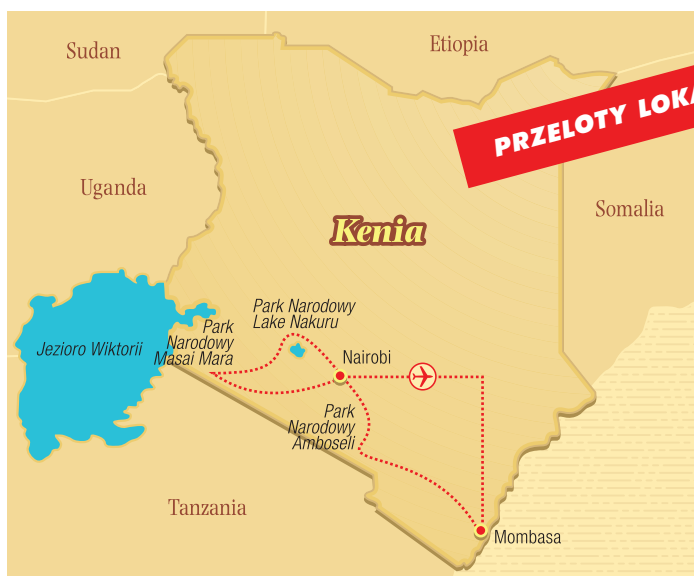 Sudan
Etiopia
PRZELOTY LOKA
Uganda
Somalia
Kenia
Park Narodowy
Lake Nakuru
Park
Narodowy
Masai Mara
Jezioro Wiktorii
Nairobi
Park
Narodowy
Amboseli
Tanzania
Mombasa